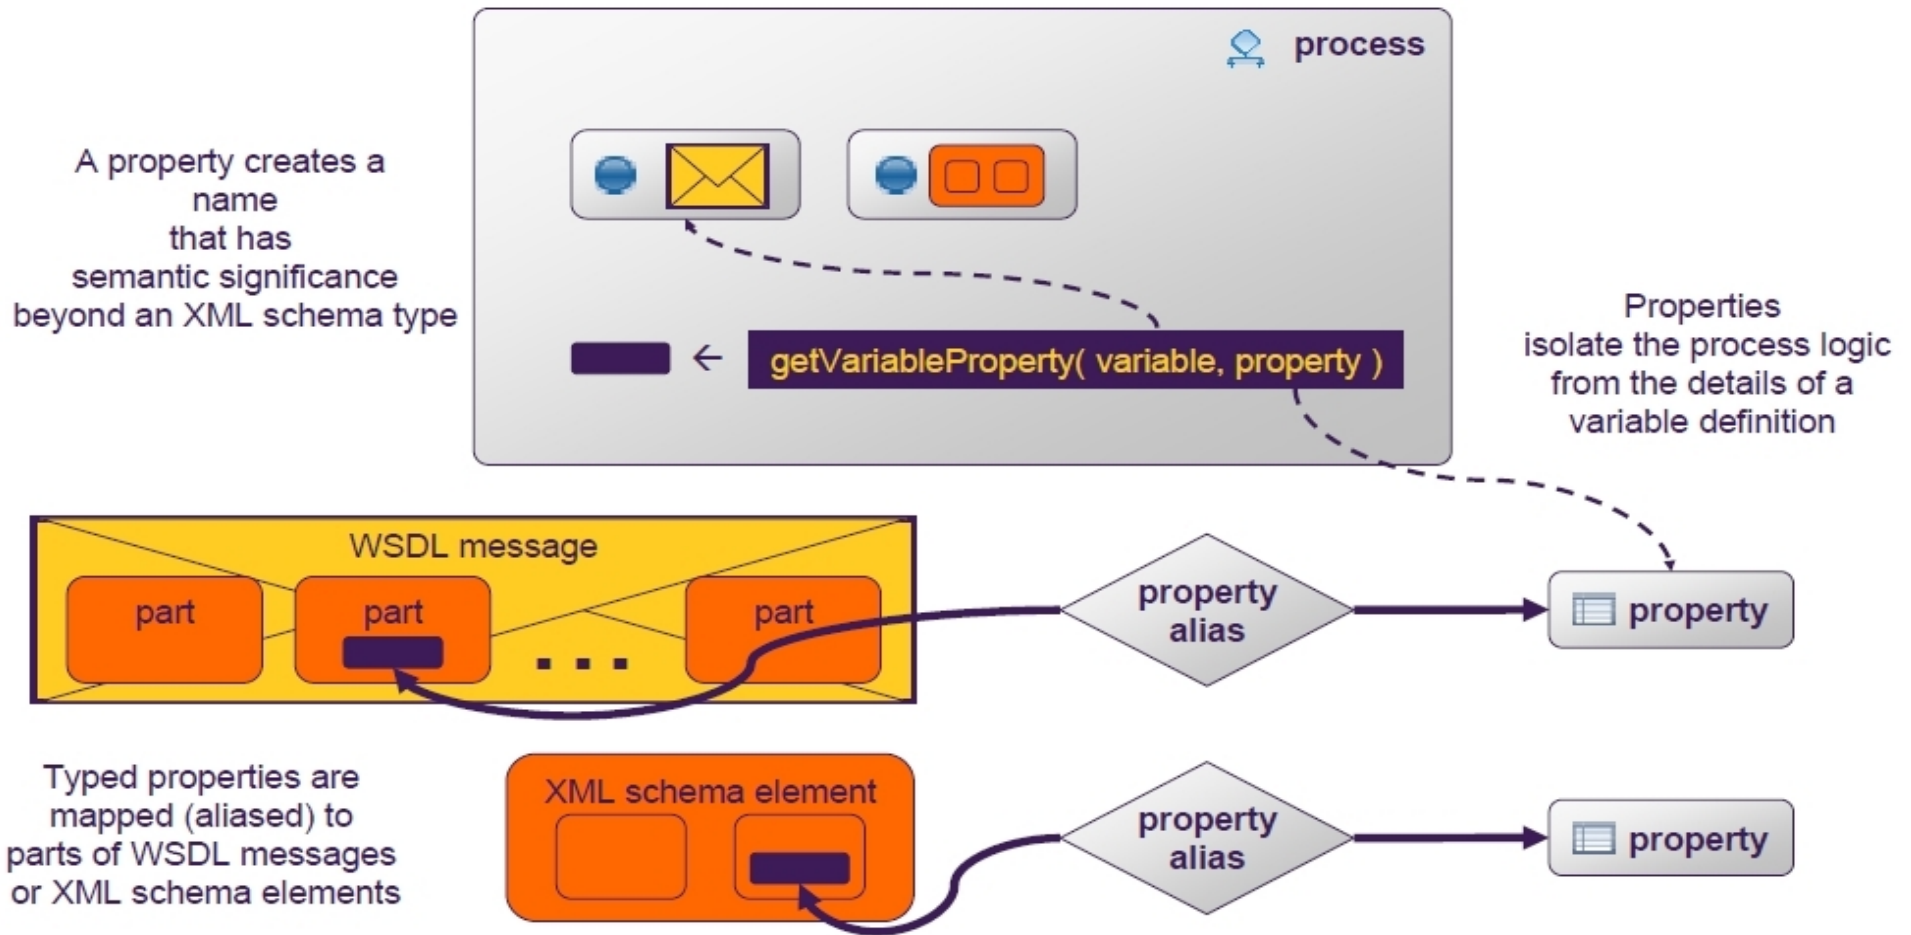 process
A property creates a
name
that has
semantic significance
beyond an XML schema type
getVariableProperty( variable, property )
Properties
isolate the process logic
from the details of a
variable definition
WSDL message
part
part
part
property
alias
property
Typed properties are
mapped (aliased) to
parts of WSDL messages
or XML schema elements
XML schema element
property
alias
property